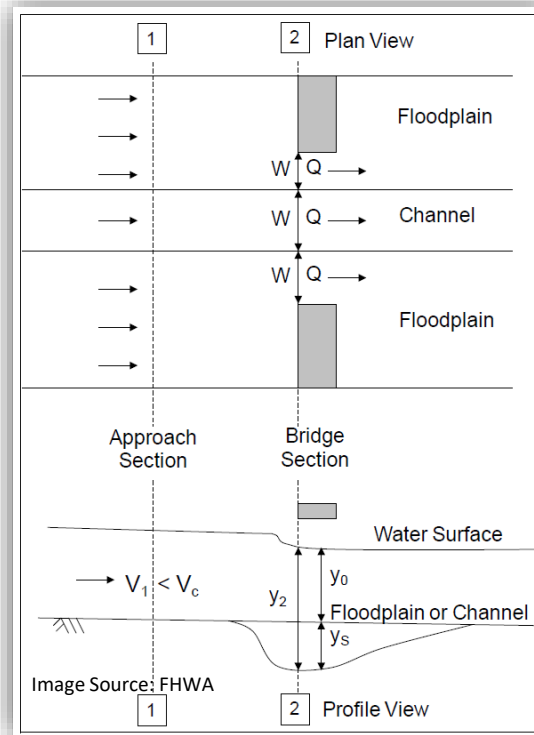 1 2 Plan View
Floodplain
W Q
W Q Channel
W Q
Floodplain
Approach Section
Bridge Section
Water Surface
V₁ < Vc
y₂
y₀
Floodplain or Channel
yS
Image Source: FHWA
1 2 Profile View